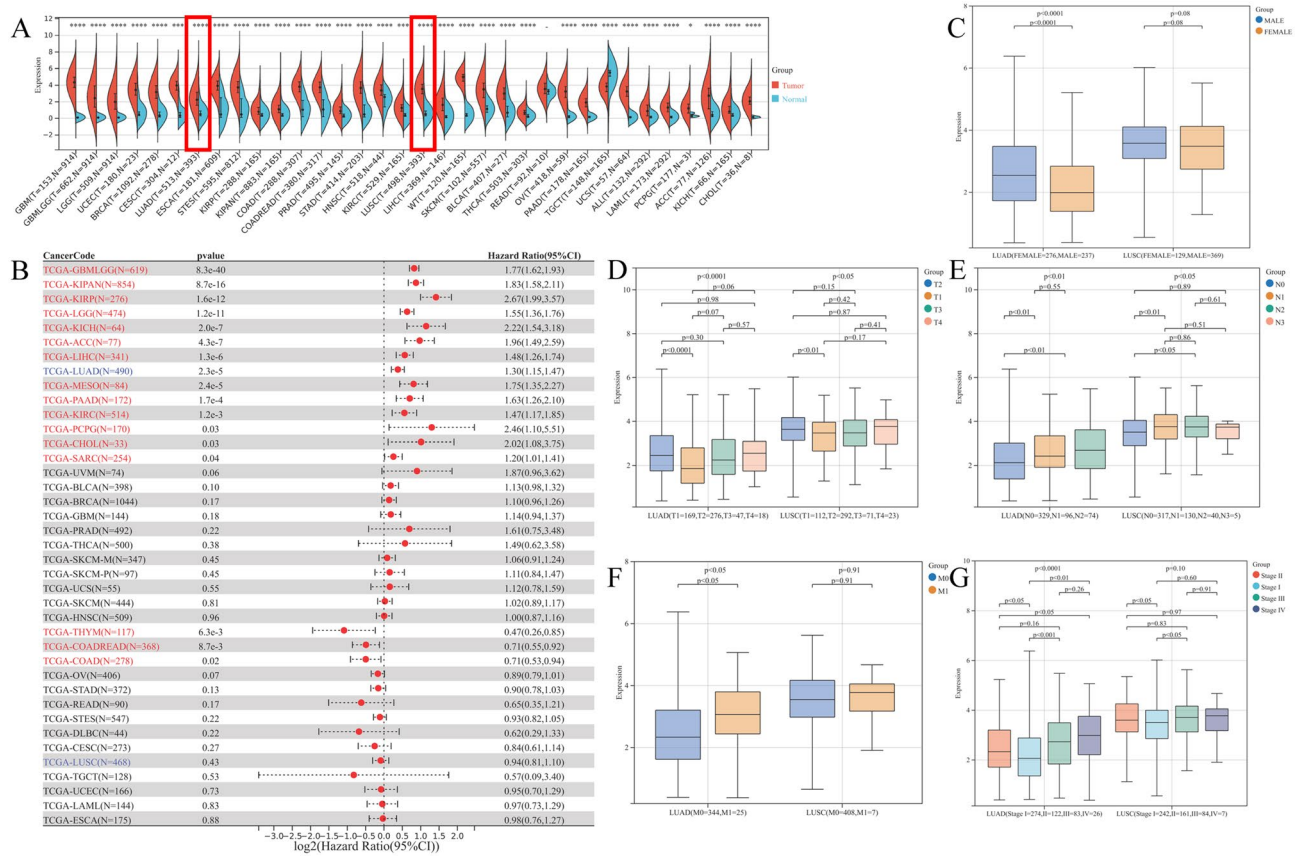 A
**** **** **** **** **** **** **** **** **** **** **** **** **** **** **** **** **** **** **** **** **** **** **** **** - **** **** **** **** **** **** * **** **** ****
Expression
12
10
8
6
4
2
0
-2
Group
Tumor
Normal
GBM(T=153,N=914)
GBMLGG(T=662,N=914)
LGG(T=509,N=914)
UCEC(T=180,N=23)
BRCA(T=1092,N=278)
CESC(T=304,N=12)
LUAD(T=513,N=393)
ESCA(T=181,N=609)
STES(T=595,N=812)
KIRP(T=288,N=165)
KIPAN(T=883,N=165)
COAD(T=288,N=307)
COADREAD(T=380,N=317)
PRAD(T=495,N=145)
STAD(T=414,N=203)
HNSC(T=518,N=44)
KIRC(T=529,N=165)
LUSC(T=498,N=393)
LIHC(T=369,N=146)
WT(T=120,N=165)
SKCM(T=102,N=557)
BLCA(T=407,N=27)
THCA(T=503,N=303)
READ(T=92,N=10)
OV(T=418,N=59)
PAAD(T=178,N=165)
TGCT(T=148,N=165)
UCS(T=57,N=64)
ALL(T=132,N=292)
LAML(T=173,N=292)
PCPG(T=177,N=3)
ACC(T=77,N=126)
KICH(T=66,N=165)
CHOL(T=36,N=8)
B
CancerCode pvalue Hazard Ratio(95%CI)
TCGA-GBMLGG(N=619) 8.3e-40 1.77(1.62,1.93)
TCGA-KIPAN(N=854) 8.7e-16 1.83(1.58,2.11)
TCGA-KIRP(N=276) 1.6e-12 2.67(1.99,3.57)
TCGA-LGG(N=474) 1.2e-11 1.55(1.36,1.76)
TCGA-KICH(N=64) 2.0e-7 2.22(1.54,3.18)
TCGA-ACC(N=77) 4.3e-7 1.96(1.49,2.59)
TCGA-LIHC(N=341) 1.3e-6 1.48(1.26,1.74)
TCGA-LUAD(N=490) 2.3e-5 1.30(1.15,1.47)
TCGA-MESO(N=84) 2.4e-5 1.75(1.35,2.27)
TCGA-PAAD(N=172) 1.7e-4 1.63(1.26,2.10)
TCGA-KIRC(N=514) 1.2e-3 1.47(1.17,1.85)
TCGA-PCPG(N=170) 0.03 2.46(1.10,5.51)
TCGA-CHOL(N=33) 0.03 2.02(1.08,3.75)
TCGA-SARC(N=254) 0.04 1.20(1.01,1.41)
TCGA-UVM(N=74) 0.06 1.87(0.96,3.62)
TCGA-BLCA(N=398) 0.10 1.13(0.98,1.32)
TCGA-BRCA(N=1044) 0.17 1.10(0.96,1.26)
TCGA-GBM(N=144) 0.18 1.14(0.94,1.37)
TCGA-PRAD(N=492) 0.22 1.61(0.75,3.48)
TCGA-THCA(N=500) 0.38 1.49(0.62,3.58)
TCGA-SKCM-M(N=347) 0.45 1.06(0.91,1.24)
TCGA-SKCM-P(N=97) 0.45 1.11(0.84,1.47)
TCGA-UCS(N=55) 0.55 1.12(0.78,1.59)
TCGA-SKCM(N=444) 0.81 1.02(0.89,1.17)
TCGA-HNSC(N=509) 0.96 1.00(0.87,1.16)
TCGA-THYM(N=117) 6.3e-3 0.47(0.26,0.85)
TCGA-COADREAD(N=368) 8.7e-3 0.71(0.55,0.92)
TCGA-COAD(N=278) 0.02 0.71(0.53,0.94)
TCGA-OV(N=406) 0.07 0.89(0.79,1.01)
TCGA-STAD(N=372) 0.13 0.90(0.78,1.03)
TCGA-READ(N=90) 0.17 0.65(0.35,1.21)
TCGA-STES(N=547) 0.22 0.93(0.82,1.05)
TCGA-DLBC(N=44) 0.22 0.62(0.29,1.33)
TCGA-CESC(N=273) 0.27 0.84(0.61,1.14)
TCGA-LUSC(N=468) 0.43 0.94(0.81,1.10)
TCGA-TGCT(N=128) 0.53 0.57(0.09,3.40)
TCGA-UCEC(N=166) 0.73 0.95(0.70,1.29)
TCGA-LAML(N=144) 0.83 0.97(0.73,1.29)
TCGA-ESCA(N=175) 0.88 0.98(0.76,1.27)
-3.0 -2.0 -1.0 0.0 0.5 1.0 1.5 2.0
log2(Hazard Ratio(95%CI))
C
Group
MALE
FEMALE
p<0.0001 p=0.08
p<0.0001 p=0.08
Expression
8
6
4
2
LUAD(FEMALE=276,MALE=237) LUSC(FEMALE=129,MALE=369)
D
Group
T2
T1
T3
T4
p<0.0001 p<0.05
p=0.06 p=0.15
p=0.98 p=0.42
p=0.07 p=0.87
p=0.57 p=0.41
p=0.30 p=0.17
p<0.0001 p<0.01
Expression
10
8
6
4
2
LUAD(T1=169,T2=276,T3=47,T4=18) LUSC(T1=112,T2=292,T3=71,T4=23)
E
Group
N0
N1
N2
N3
p<0.01 p<0.05
p=0.55 p=0.89
p=0.61
p<0.01 p<0.01
p=0.51
p=0.86
p<0.01 p<0.05
Expression
10
8
6
4
2
LUAD(N0=329,N1=96,N2=74) LUSC(N0=317,N1=130,N2=40,N3=5)
F
Group
M0
M1
p<0.05 p=0.91
p<0.05 p=0.91
Expression
8
6
4
2
LUAD(M0=344,M1=25) LUSC(M0=408,M1=7)
G
Group
Stage II
Stage I
Stage III
Stage IV
p<0.0001 p=0.10
p<0.01 p=0.60
p=0.26 p=0.91
p<0.05 p<0.05
p<0.05 p=0.97
p=0.16 p=0.83
p<0.001 p<0.05
Expression
10
8
6
4
2
LUAD(Stage I=274,II=122,III=83,IV=26) LUSC(Stage I=242,II=161,III=84,IV=7)